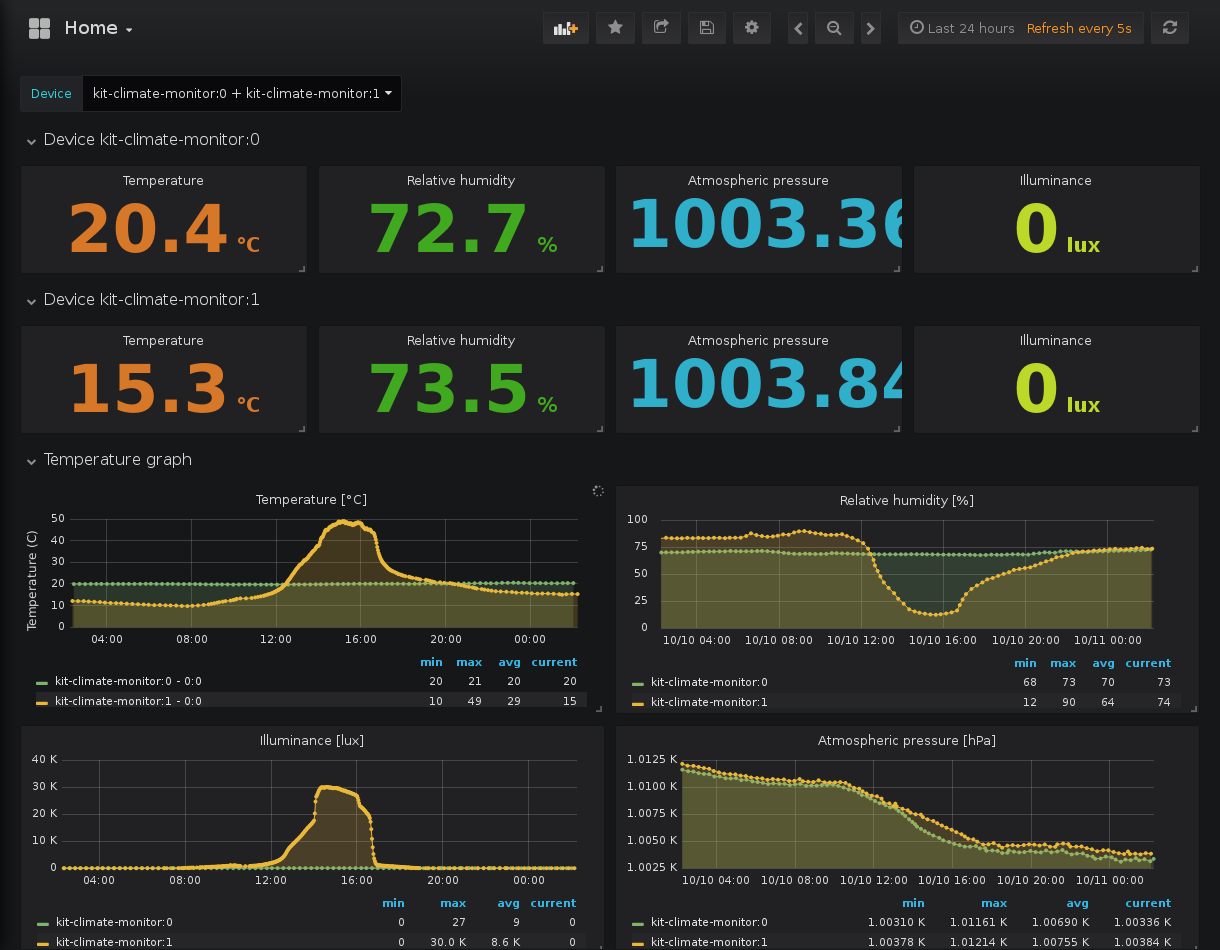 Home
Last 24 hours Refresh every 5s
Device kit-climate-monitor:0 + kit-climate-monitor:1
Device kit-climate-monitor:0
Temperature Relative humidity Atmospheric pressure Illuminance
20.4 °C 72.7 % 1003.36 0 lux
Device kit-climate-monitor:1
Temperature Relative humidity Atmospheric pressure Illuminance
15.3 °C 73.5 % 1003.84 0 lux
Temperature graph
Temperature [°C]
Temperature (C)
50
40
30
20
10
0
04:00 08:00 12:00 16:00 20:00 00:00
min max avg current
kit-climate-monitor:0 - 0:0 20 21 20 20
kit-climate-monitor:1 - 0:0 10 49 29 15
Relative humidity [%]
100
75
50
25
0
10/10 04:00 10/10 08:00 10/10 12:00 10/10 16:00 10/10 20:00 10/11 00:00
min max avg current
kit-climate-monitor:0 68 73 70 73
kit-climate-monitor:1 12 90 64 74
Illuminance [lux]
40 K
30 K
20 K
10 K
0
04:00 08:00 12:00 16:00 20:00 00:00
min max avg current
kit-climate-monitor:0 0 27 9 0
kit-climate-monitor:1 0 30.0 K 8.6 K 0
Atmospheric pressure [hPa]
1.0125 K
1.0100 K
1.0075 K
1.0050 K
1.0025 K
10/10 04:00 10/10 08:00 10/10 12:00 10/10 16:00 10/10 20:00 10/11 00:00
min max avg current
kit-climate-monitor:0 1.00310 K 1.01161 K 1.00690 K 1.00336 K
kit-climate-monitor:1 1.00378 K 1.01214 K 1.00755 K 1.00384 K